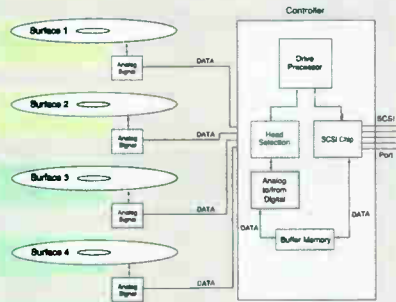 Controller
Surface 1
Analog
Signal
DATA
Drive
Processor
Surface 2
Analog
Signal
DATA
Head
Selection
SCSI Chip
SCSI
Port
Surface 3
Analog
Signal
DATA
Analog
to/from
Digital
DATA
DATA
Buffer Memory
Surface 4
Analog
Signal
DATA